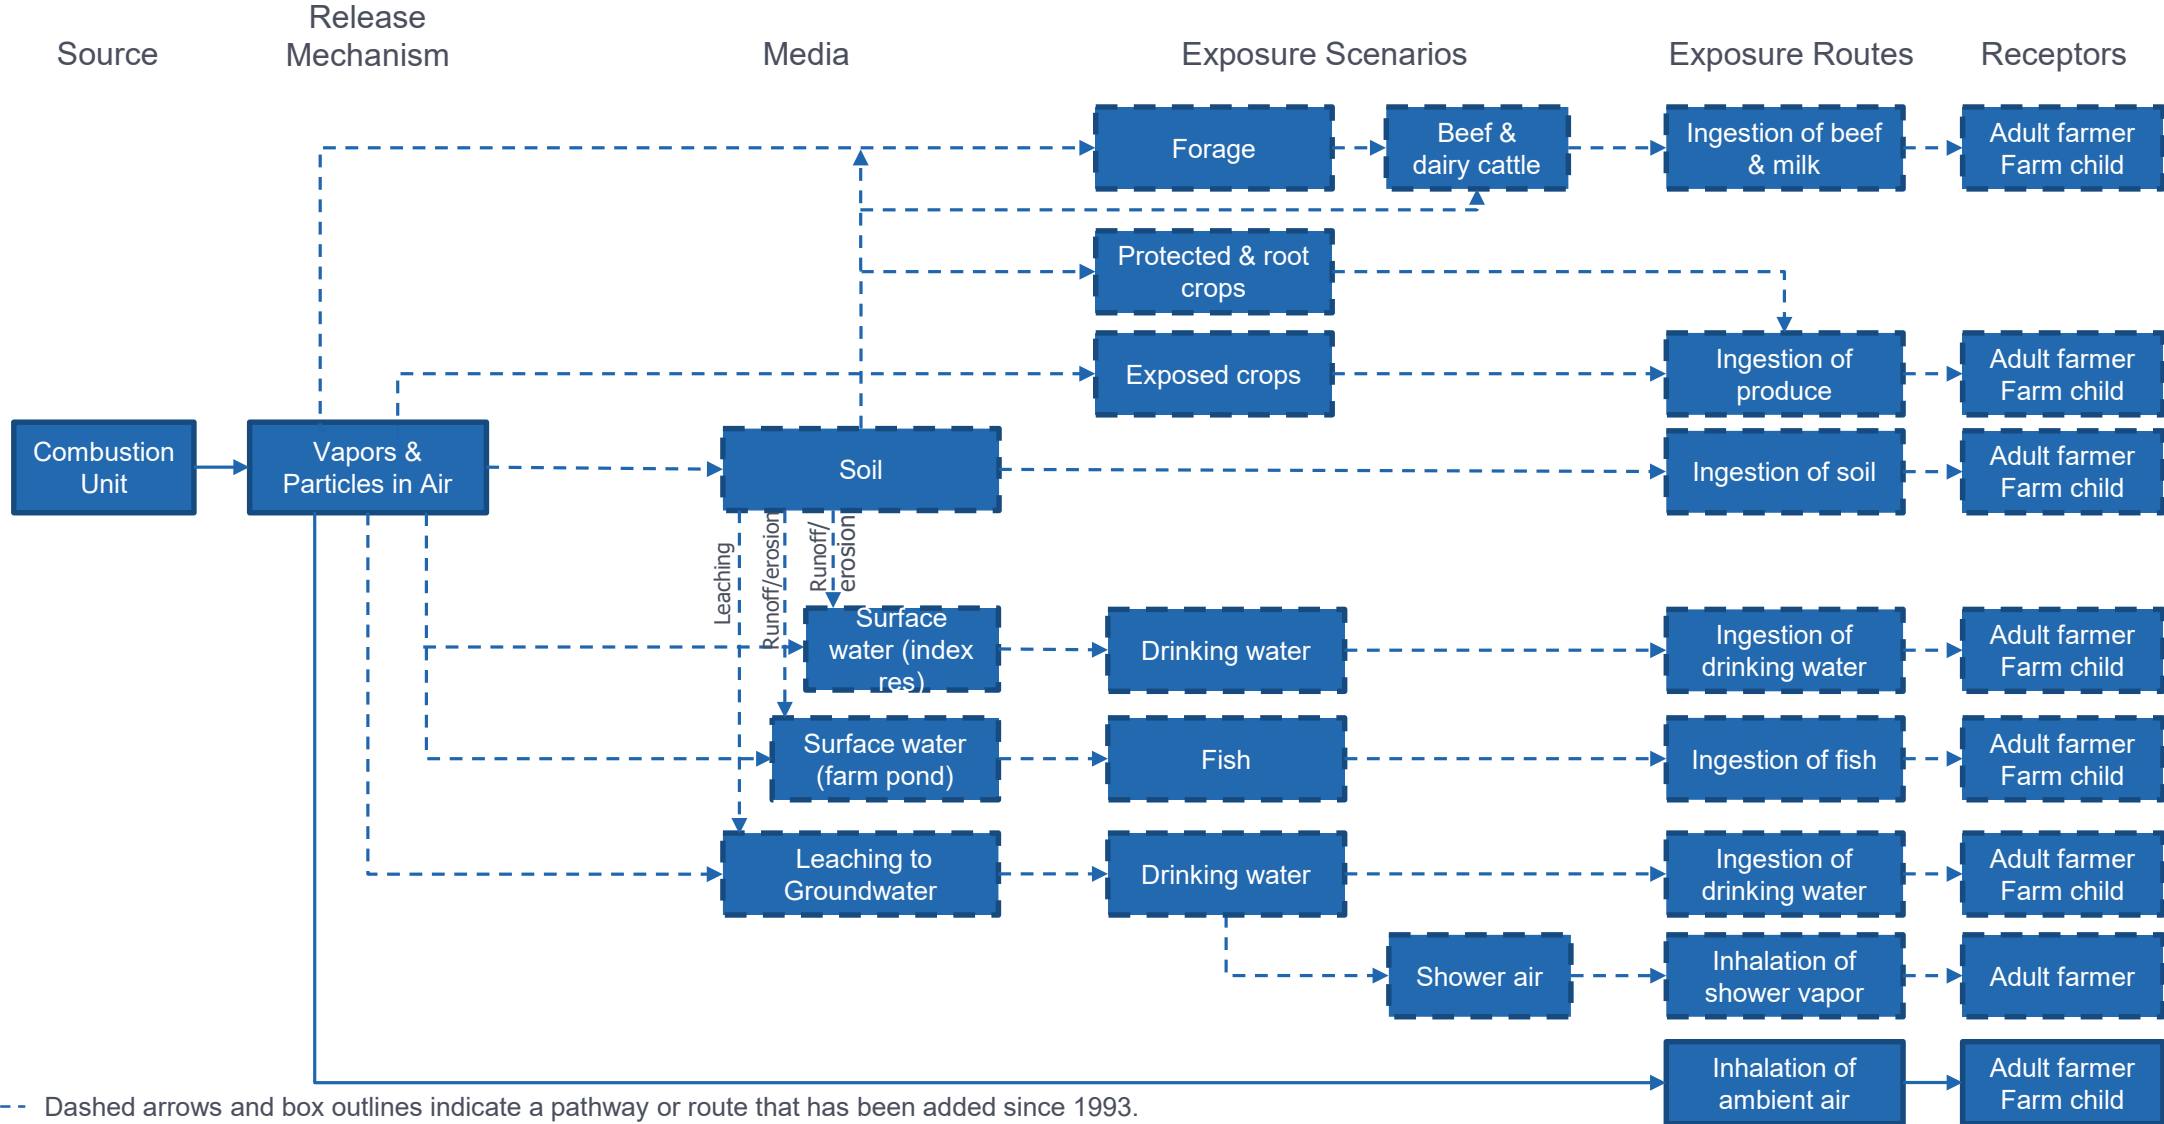 Source
Release
Mechanism
Media
Exposure Scenarios
Exposure Routes
Receptors
Forage
Beef &
dairy cattle
Ingestion of beef
& milk
Adult farmer
Farm child
Protected & root
crops
Exposed crops
Ingestion of
produce
Adult farmer
Farm child
Combustion
Unit
Vapors &
Particles in Air
Soil
Ingestion of soil
Adult farmer
Farm child
Leaching
Runoff/erosion
Runoff/
erosion
Surface
water (index
res)
Drinking water
Ingestion of
drinking water
Adult farmer
Farm child
Surface water
(farm pond)
Fish
Ingestion of fish
Adult farmer
Farm child
Leaching to
Groundwater
Drinking water
Ingestion of
drinking water
Adult farmer
Farm child
Shower air
Inhalation of
shower vapor
Adult farmer
Inhalation of
ambient air
Adult farmer
Farm child
Dashed arrows and box outlines indicate a pathway or route that has been added since 1993.